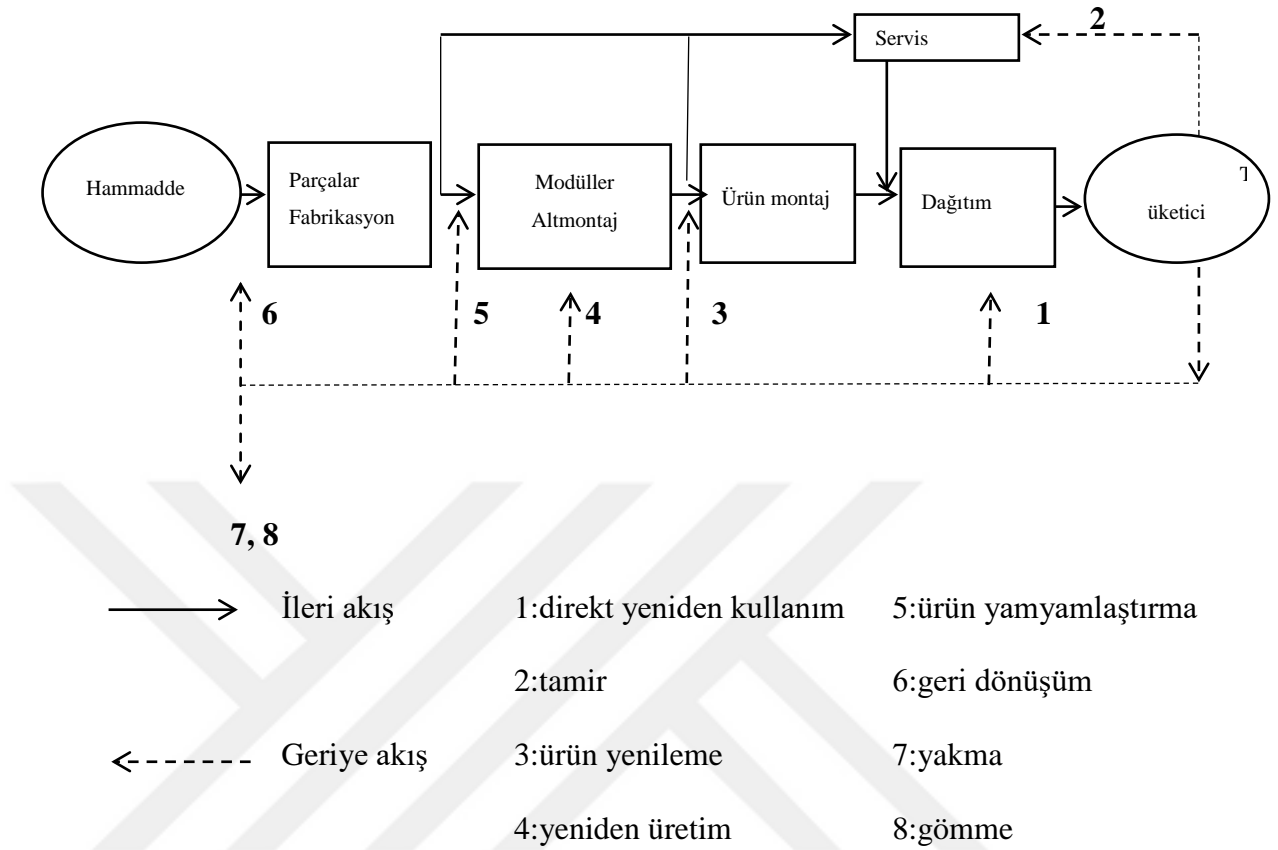 2
Servis
Hammadde
Parçalar
Fabrikasyon
Modüller
Altmontaj
Ürün montaj
Dağıtım
T
üketici
6
5
4
3
1
7, 8
İleri akış
1:direkt yeniden kullanım
5:ürün yamyamlaştırma
2:tamir
6:geri dönüşüm
Geriye akış
3:ürün yenileme
7:yakma
4:yeniden üretim
8:gömme